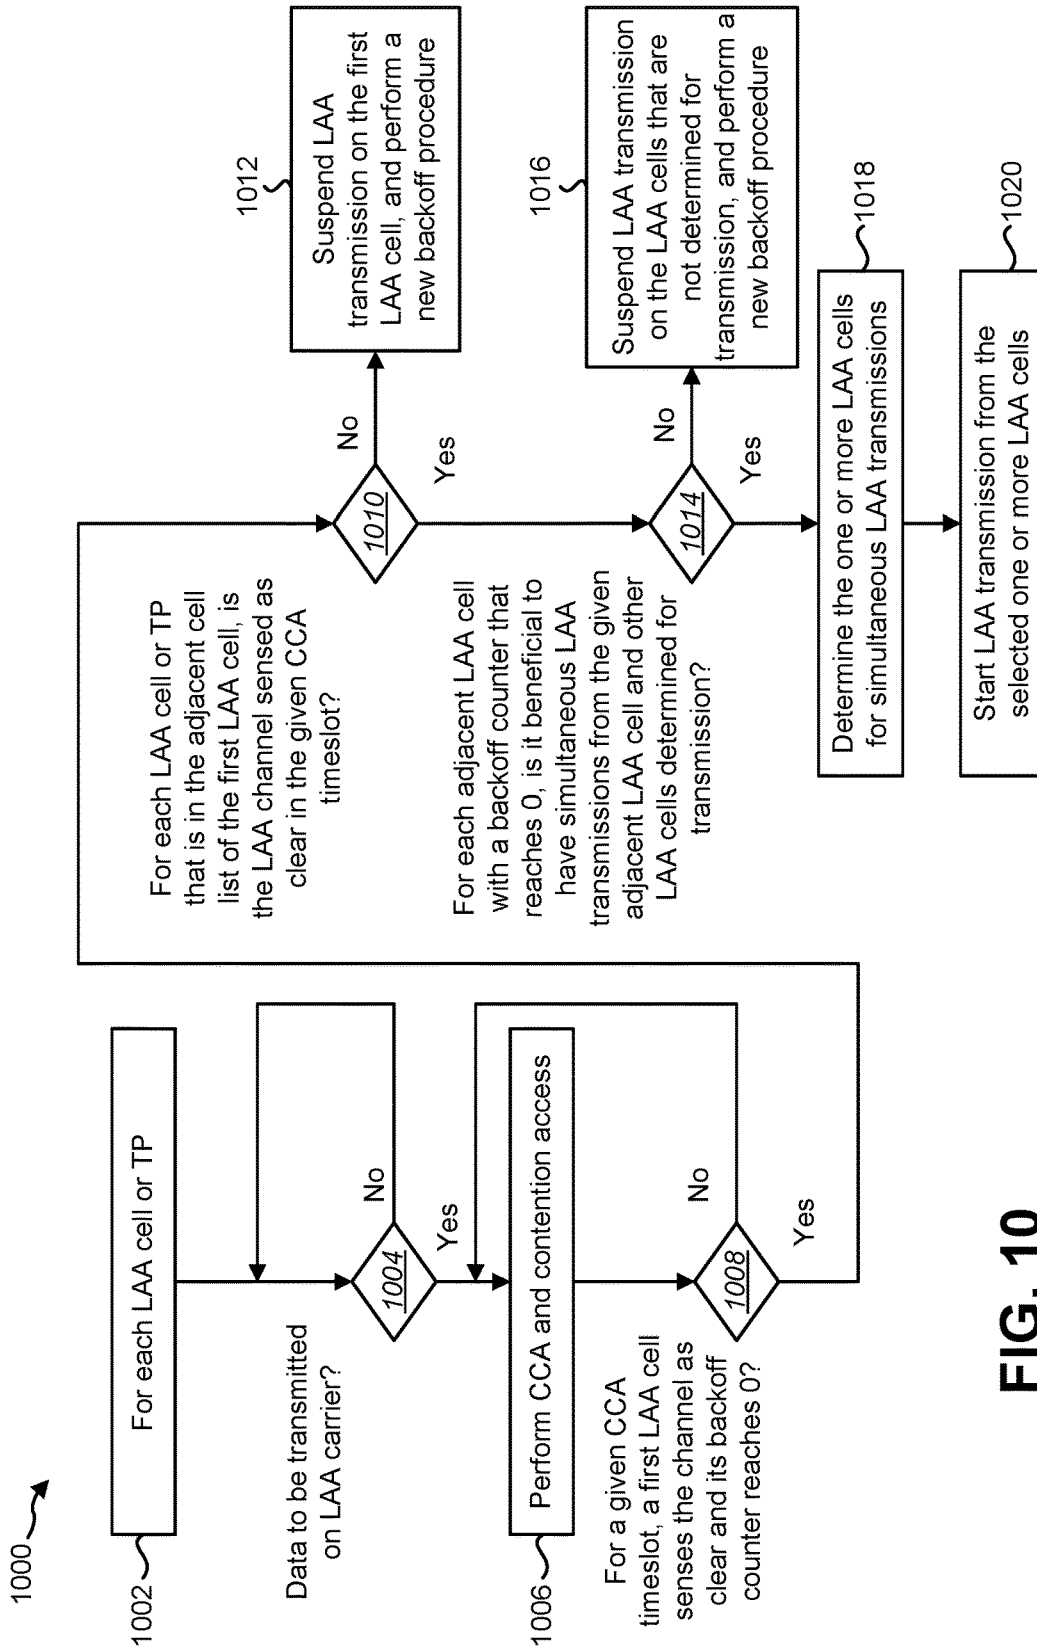 1000
1002
For each LAA cell or TP
Data to be transmitted
on LAA carrier?
1004
No
Yes
1006
Perform CCA and contention access
For a given CCA
timeslot, a first LAA cell
senses the channel as
clear and its backoff
counter reaches 0?
1008
No
Yes
For each LAA cell or TP
that is in the adjacent cell
list of the first LAA cell, is
the LAA channel sensed as
clear in the given CCA
timeslot?
1010
No
Yes
1012
Suspend LAA
transmission on the first
LAA cell, and perform a
new backoff procedure
For each adjacent LAA cell
with a backoff counter that
reaches 0, is it beneficial to
have simultaneous LAA
transmissions from the given
adjacent LAA cell and other
LAA cells determined for
transmission?
1014
No
Yes
1016
Suspend LAA transmission
on the LAA cells that are
not determined for
transmission, and perform a
new backoff procedure
1018
Determine the one or more LAA cells
for simultaneous LAA transmissions
1020
Start LAA transmission from the
selected one or more LAA cells
FIG. 10